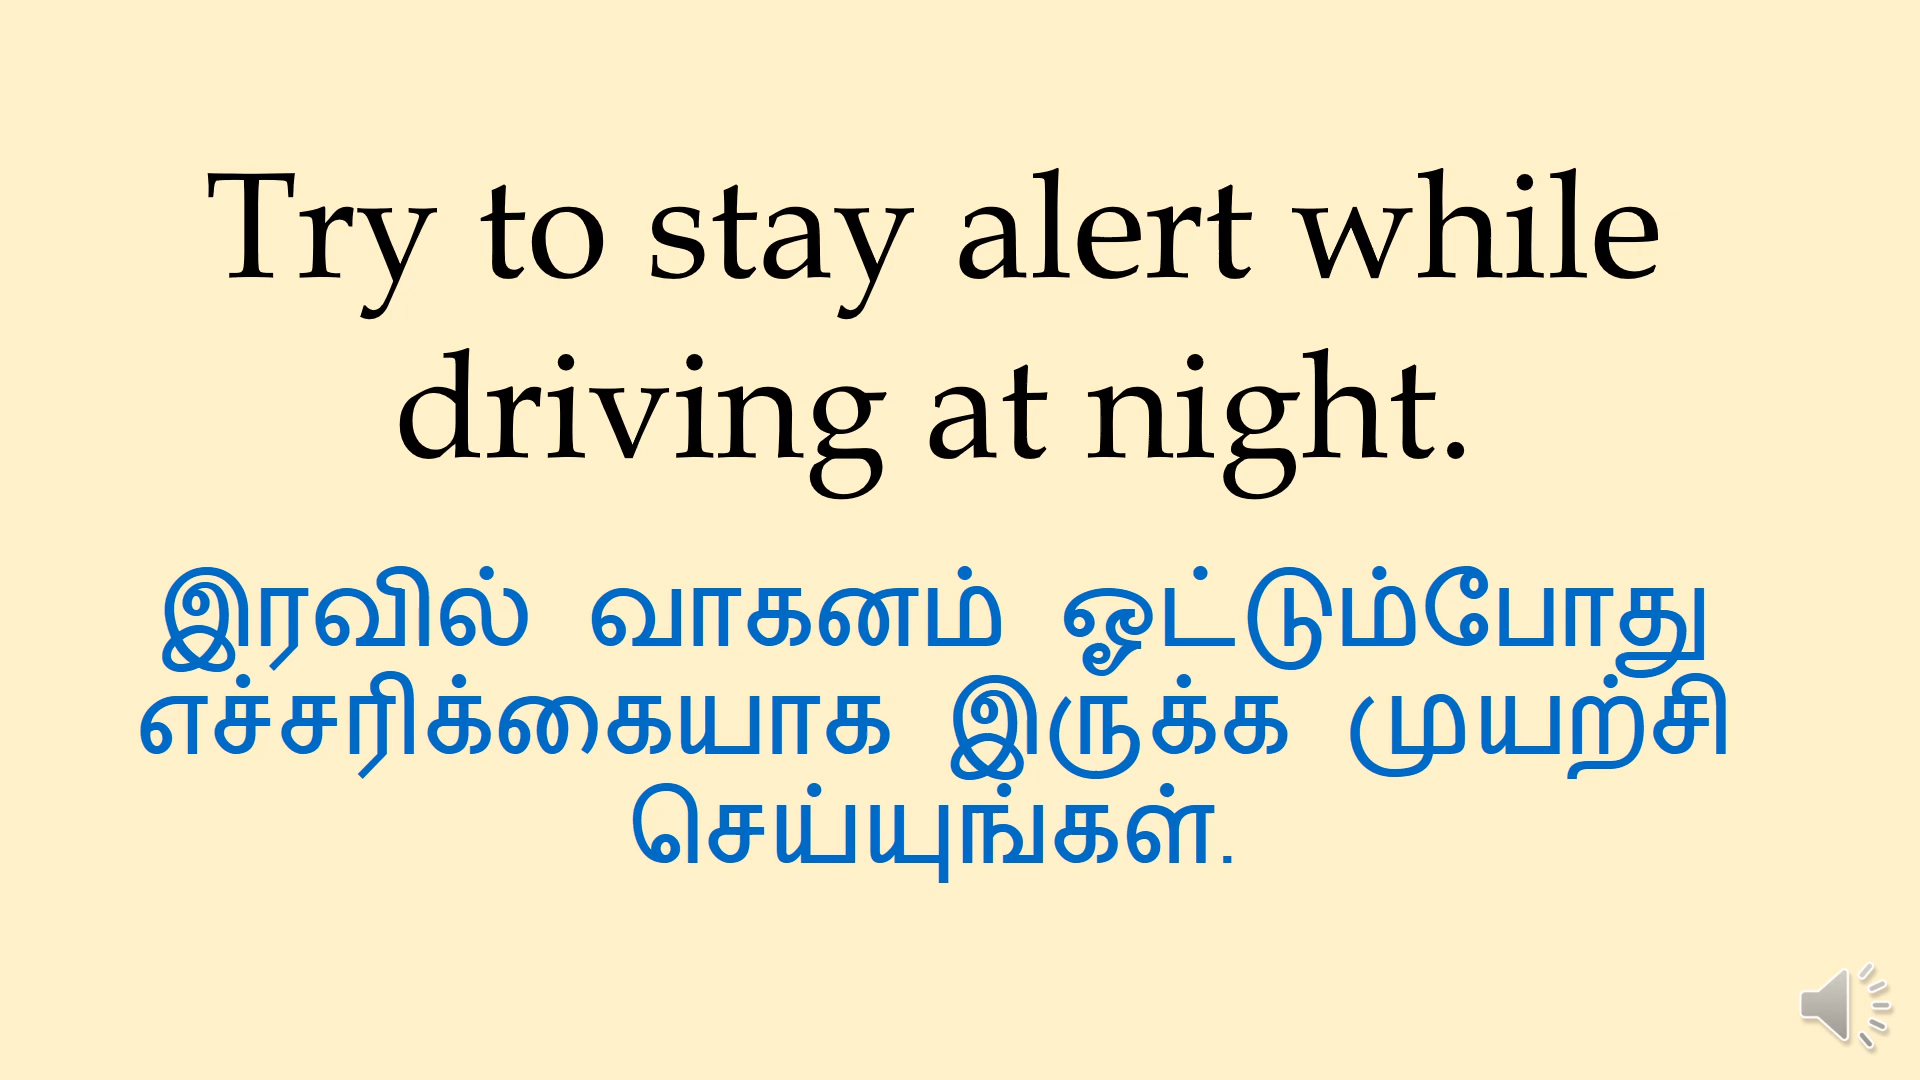 Try to stay alert while
driving at night.
இரவில் வாகனம் ஓட்டும்போது
எச்சரிக்கையாக இருக்க முயற்சி
செய்யுங்கள்.